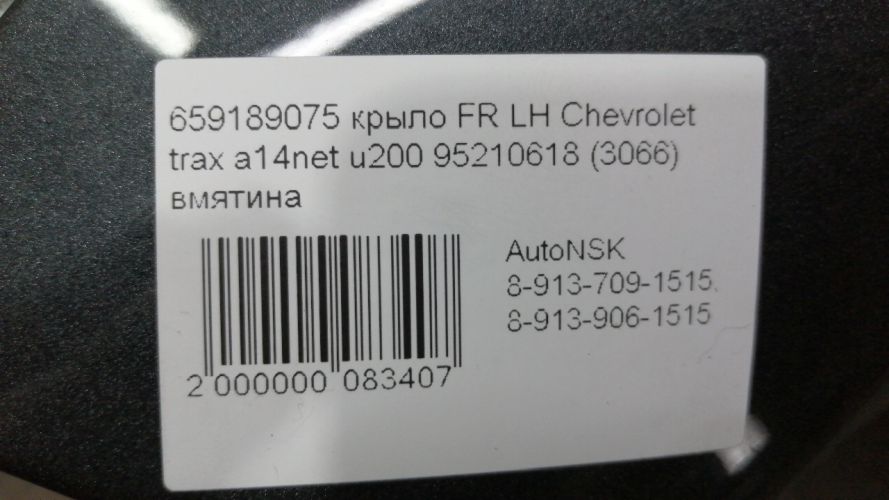 659189075 крыло FR LH Chevrolet
trax a14net u200 95210618 (3066)
вмятина
AutoNSK
8-913-709-1515,
8-913-906-1515
2 000000 083407